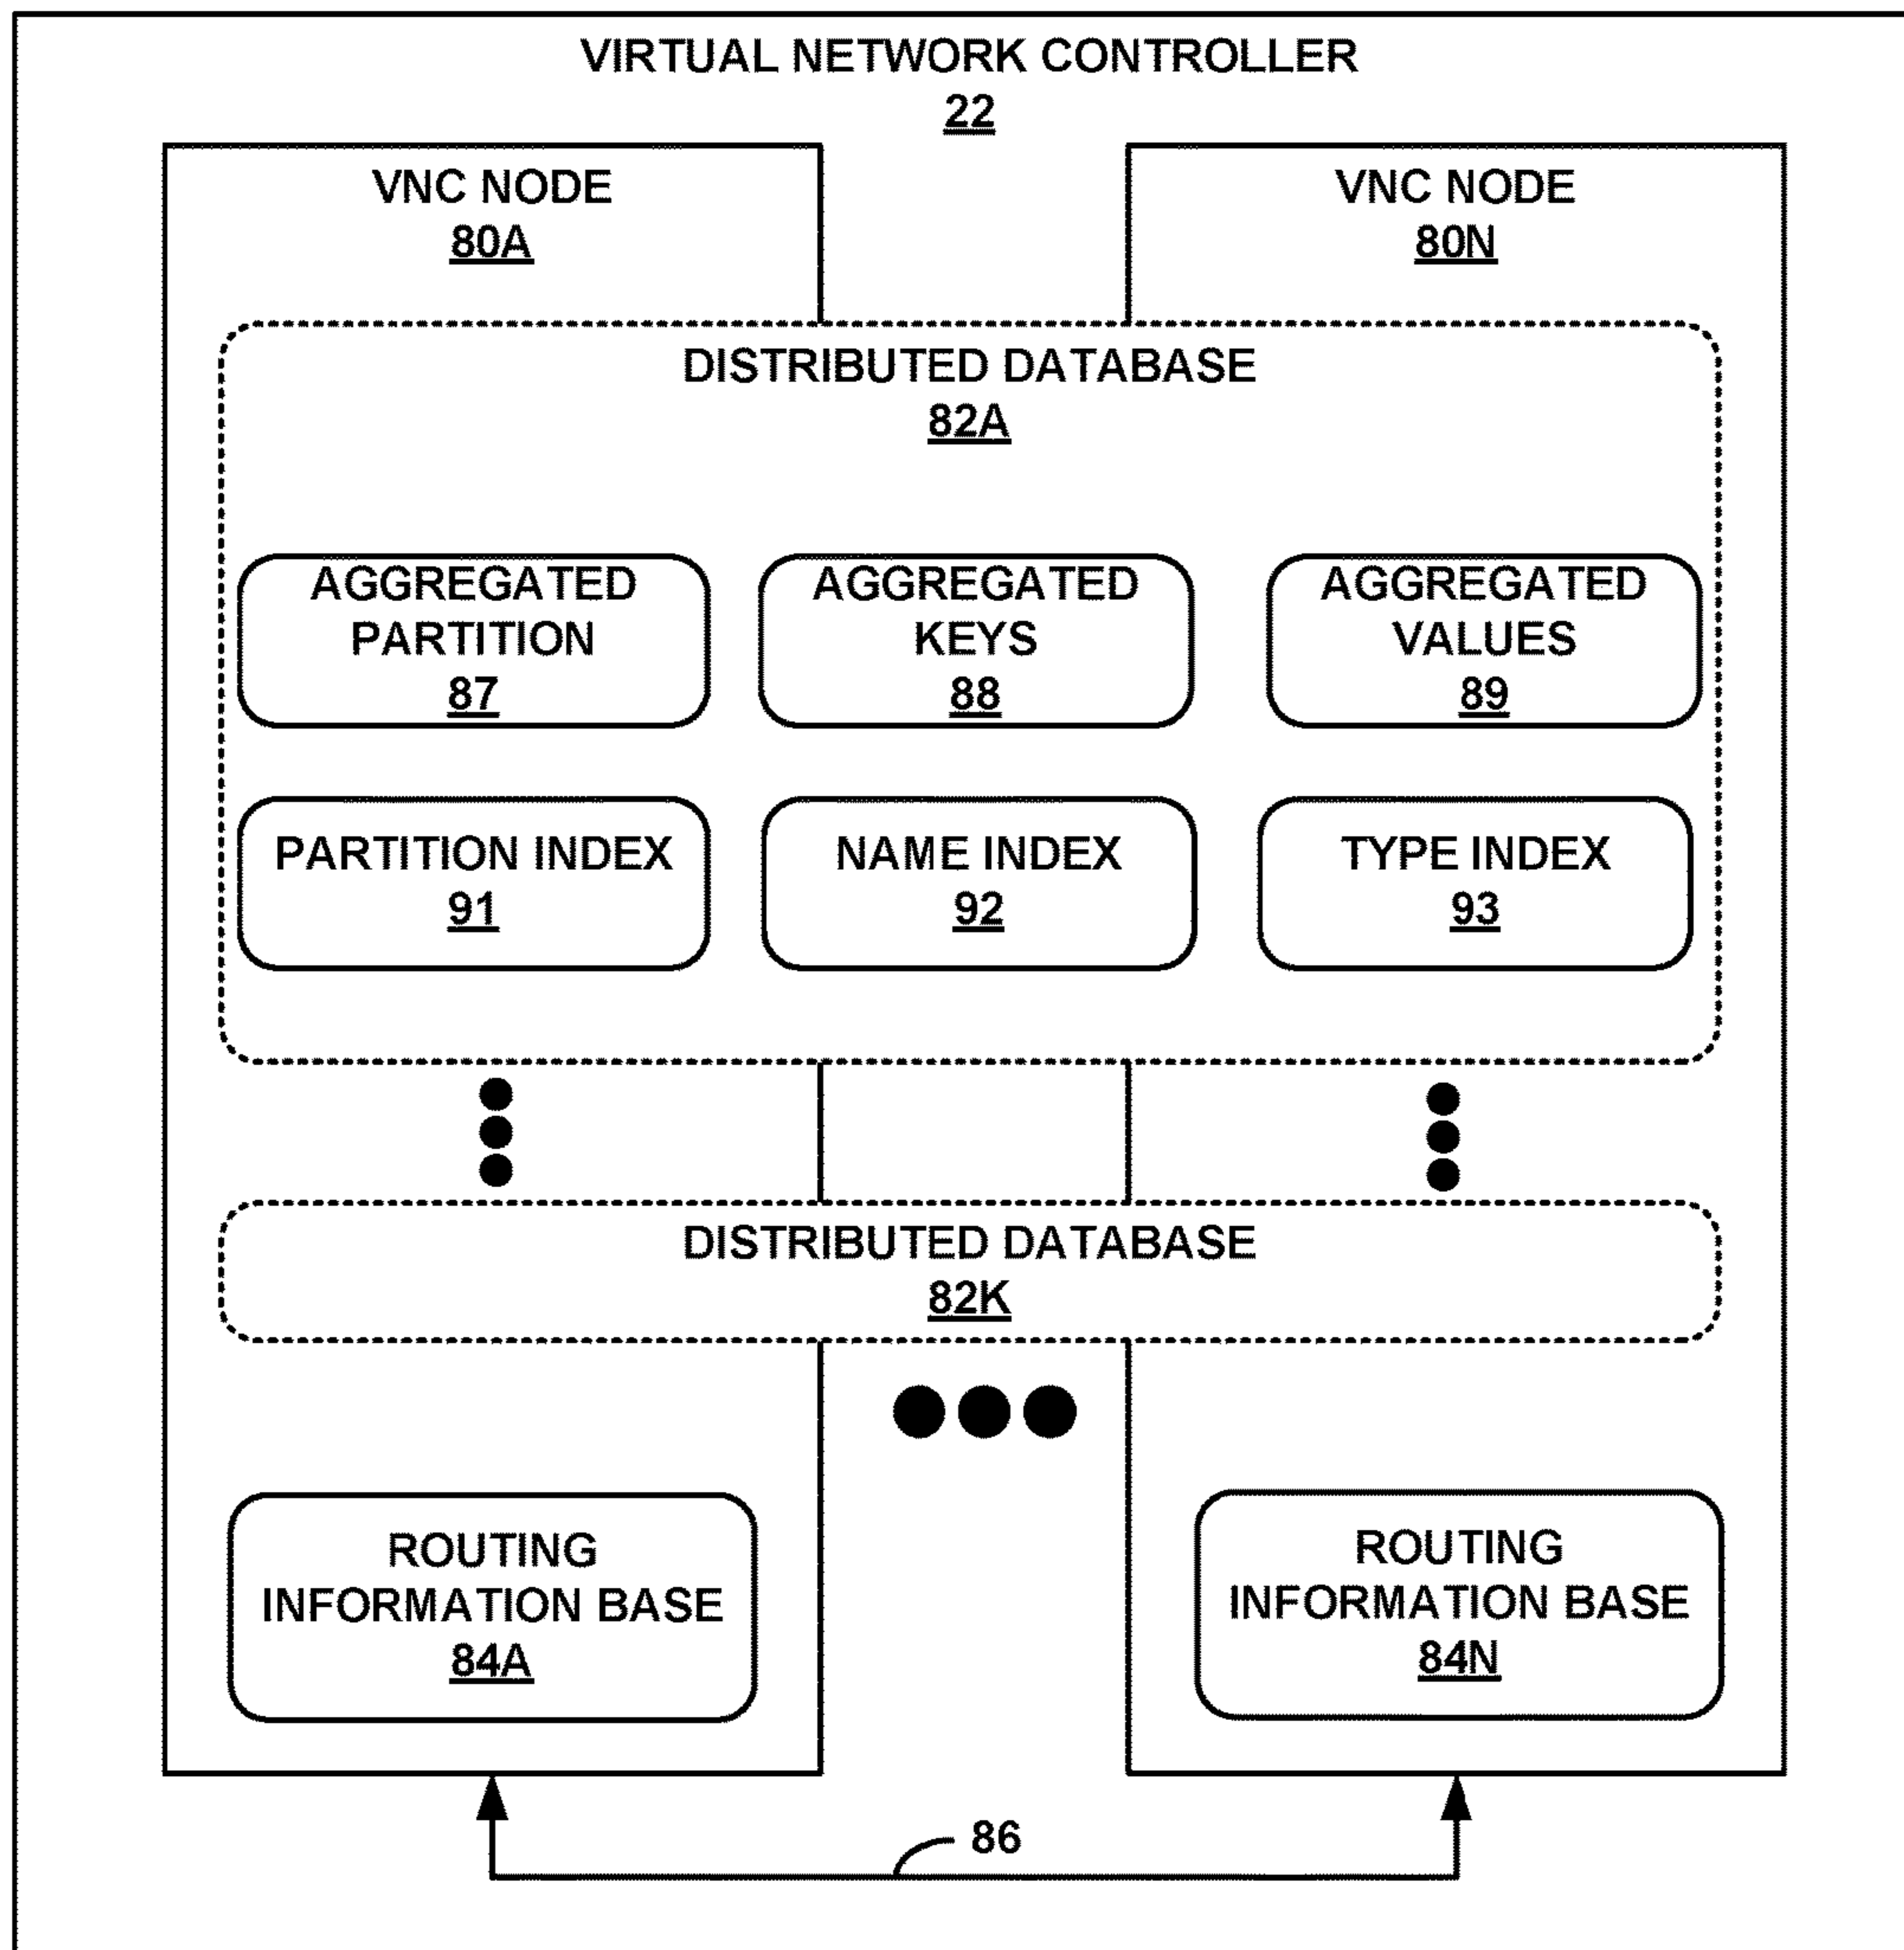 VIRTUAL NETWORK CONTROLLER
22
VNC NODE
80A
VNC NODE
80N
DISTRIBUTED DATABASE
82A
AGGREGATED
PARTITION
87
AGGREGATED
KEYS
88
AGGREGATED
VALUES
89
PARTITION INDEX
91
NAME INDEX
92
TYPE INDEX
93
DISTRIBUTED DATABASE
82K
ROUTING
INFORMATION BASE
84A
ROUTING
INFORMATION BASE
84N
86